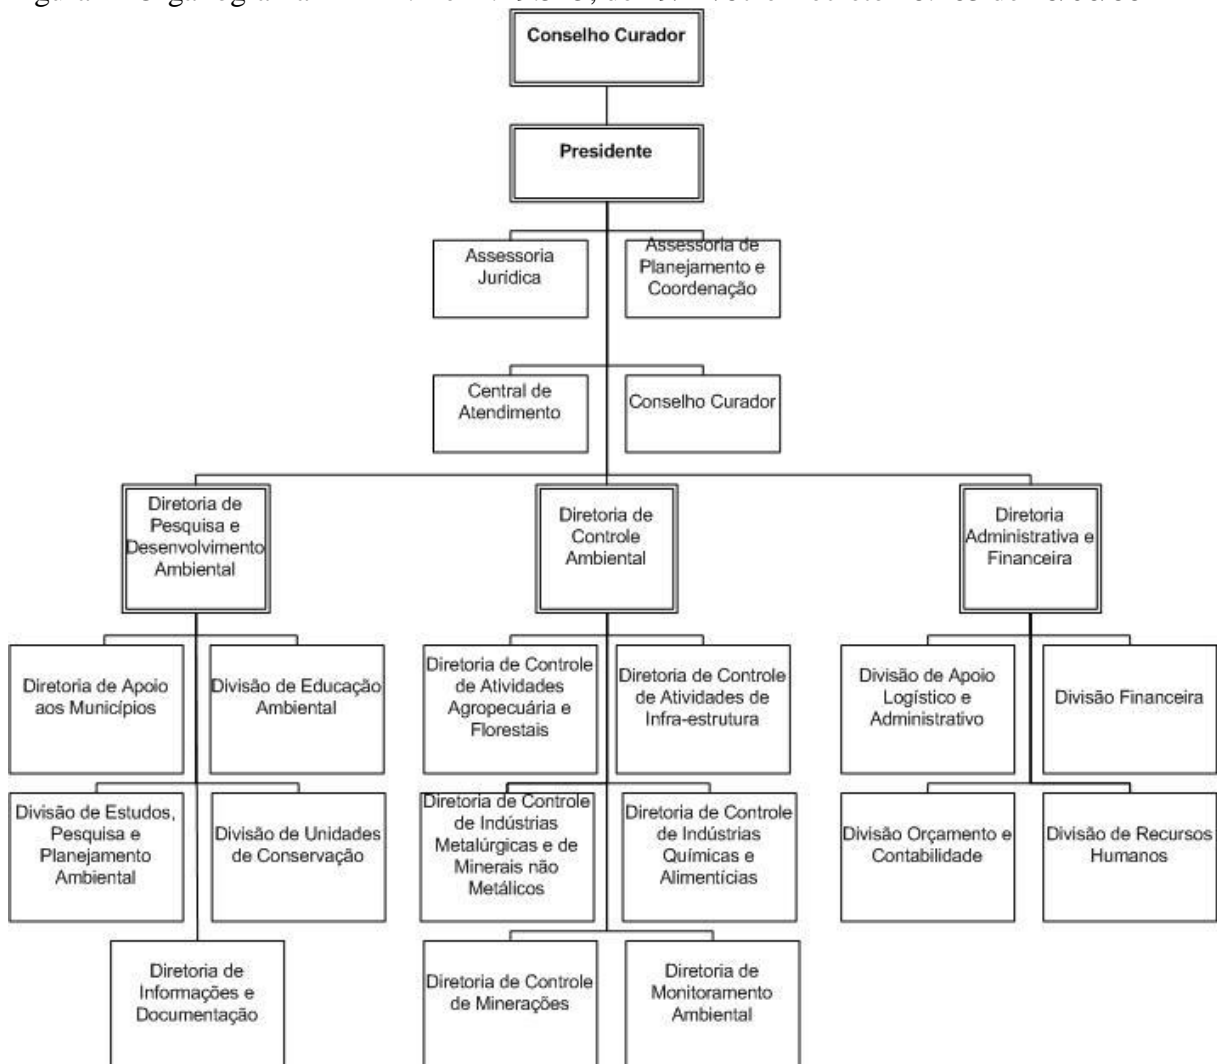 Conselho Curador
Presidente
Assessoria
Jurídica
Assessoria de
Planejamento e
Coordenação
Central de
Atendimento
Conselho Curador
Diretoria de
Pesquisa e
Desenvolvimento
Ambiental
Diretoria de
Controle
Ambiental
Diretoria
Administrativa e
Financeira
Diretoria de Apoio
aos Municípios
Divisão de Educação
Ambiental
Diretoria de Controle
de Atividades
Agropecuária e
Florestais
Diretoria de Controle
de Atividades de
Infra-estrutura
Divisão de Apoio
Logístico e
Administrativo
Divisão Financeira
Divisão de Estudos,
Pesquisa e
Planejamento
Ambiental
Divisão de Unidades
de Conservação
Diretoria de Controle
de Indústrias
Metalúrgicas e de
Minerais não
Metálicos
Diretoria de Controle
de Indústrias
Químicas e
Alimentícias
Divisão Orçamento e
Contabilidade
Divisão de Recursos
Humanos
Diretoria de
Informações e
Documentação
Diretoria de Controle
de Minerações
Diretoria de
Monitoramento
Ambiental